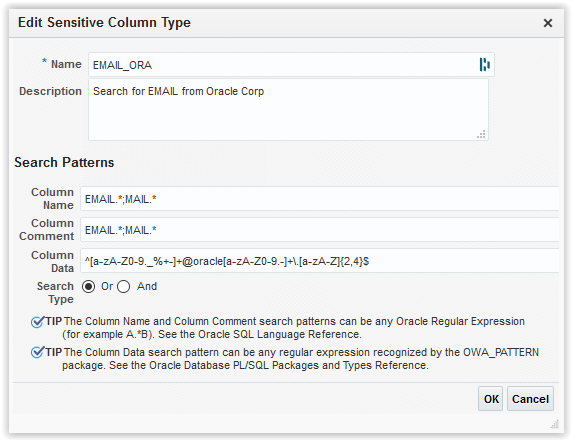 Edit Sensitive Column Type
* Name EMAIL_ORA
Description Search for EMAIL from Oracle Corp
Search Patterns
Column Name EMAIL.*;MAIL.*
Column Comment EMAIL.*;MAIL.*
Column Data ^[a-zA-Z0-9._%+-]+@oracle[a-zA-Z0-9.-]+\.[a-zA-Z]{2,4}$
Search Type Or And
TIP The Column Name and Column Comment search patterns can be any Oracle Regular Expression
(for example A.*B). See the Oracle SQL Language Reference.
TIP The Column Data search pattern can be any regular expression recognized by the OWA_PATTERN
package. See the Oracle Database PL/SQL Packages and Types Reference.
OK Cancel